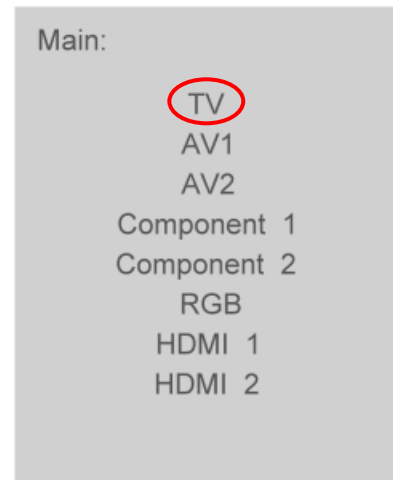 Main:
TV
AV1
AV2
Component 1
Component 2
RGB
HDMI 1
HDMI 2